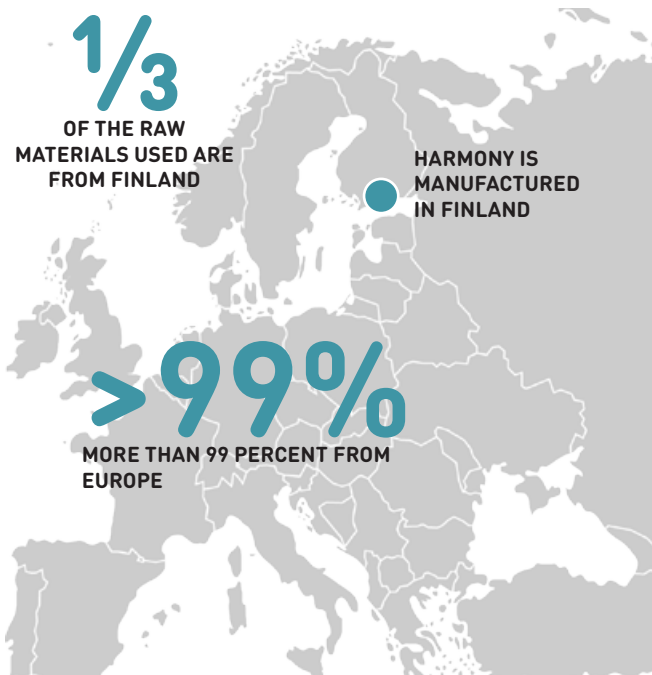 1/3
OF THE RAW
MATERIALS USED ARE
FROM FINLAND
HARMONY IS
MANUFACTURED
IN FINLAND
>99%
MORE THAN 99 PERCENT FROM
EUROPE